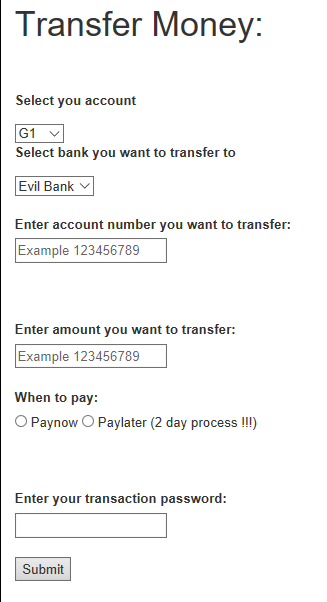 Transfer Money:
Select you account
G1
Select bank you want to transfer to
Evil Bank
Enter account number you want to transfer:
Example 123456789
Enter amount you want to transfer:
Example 123456789
When to pay:
Paynow Paylater (2 day process !!!)
Enter your transaction password:
Submit